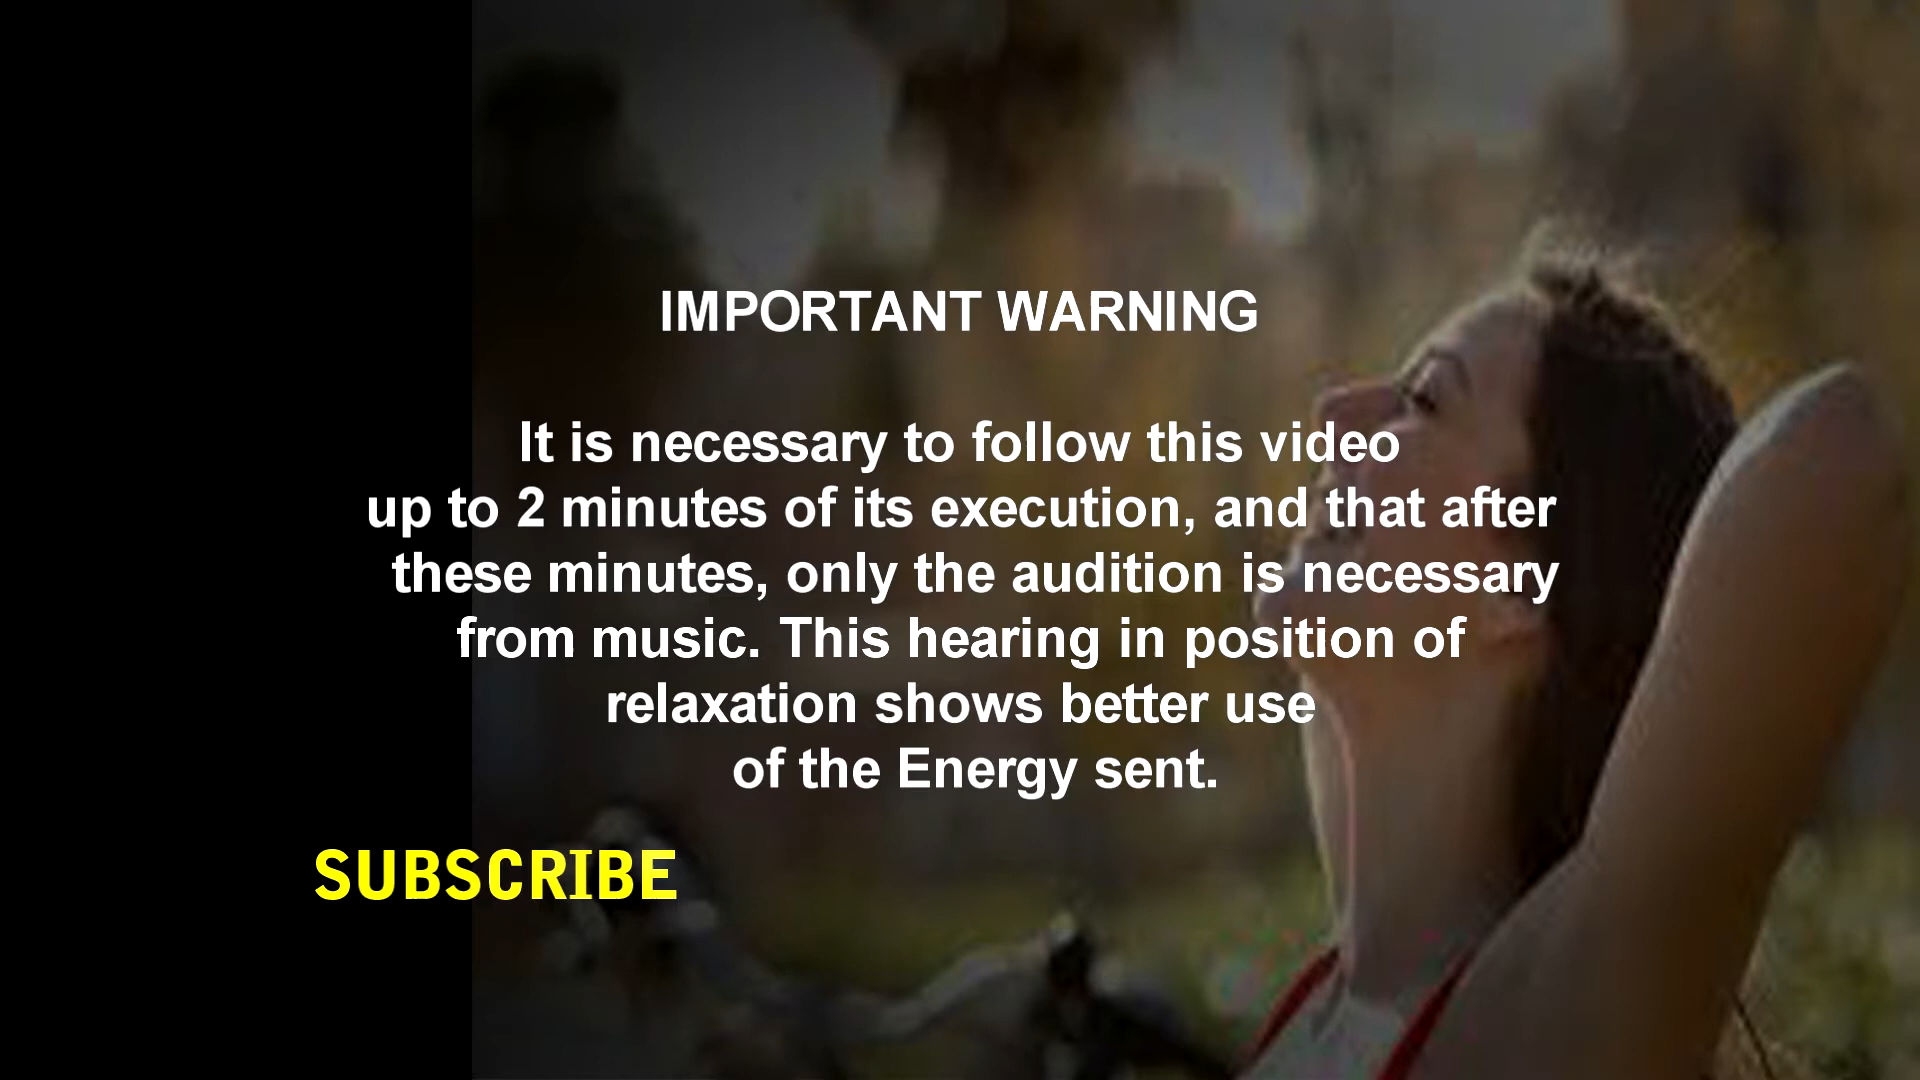 IMPORTANT WARNING
It is necessary to follow this video
up to 2 minutes of its execution, and that after
these minutes, only the audition is necessary
from music. This hearing in position of
relaxation shows better use
of the Energy sent.
SUBSCRIBE